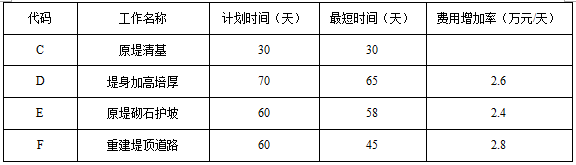 代码 工作名称 计划时间（天） 最短时间（天） 费用增加率（万元/天）
C 原堤清基 30 30
D 堤身加高培厚 70 65 2.6
E 原堤砌石护坡 60 58 2.4
F 重建堤顶道路 60 45 2.8